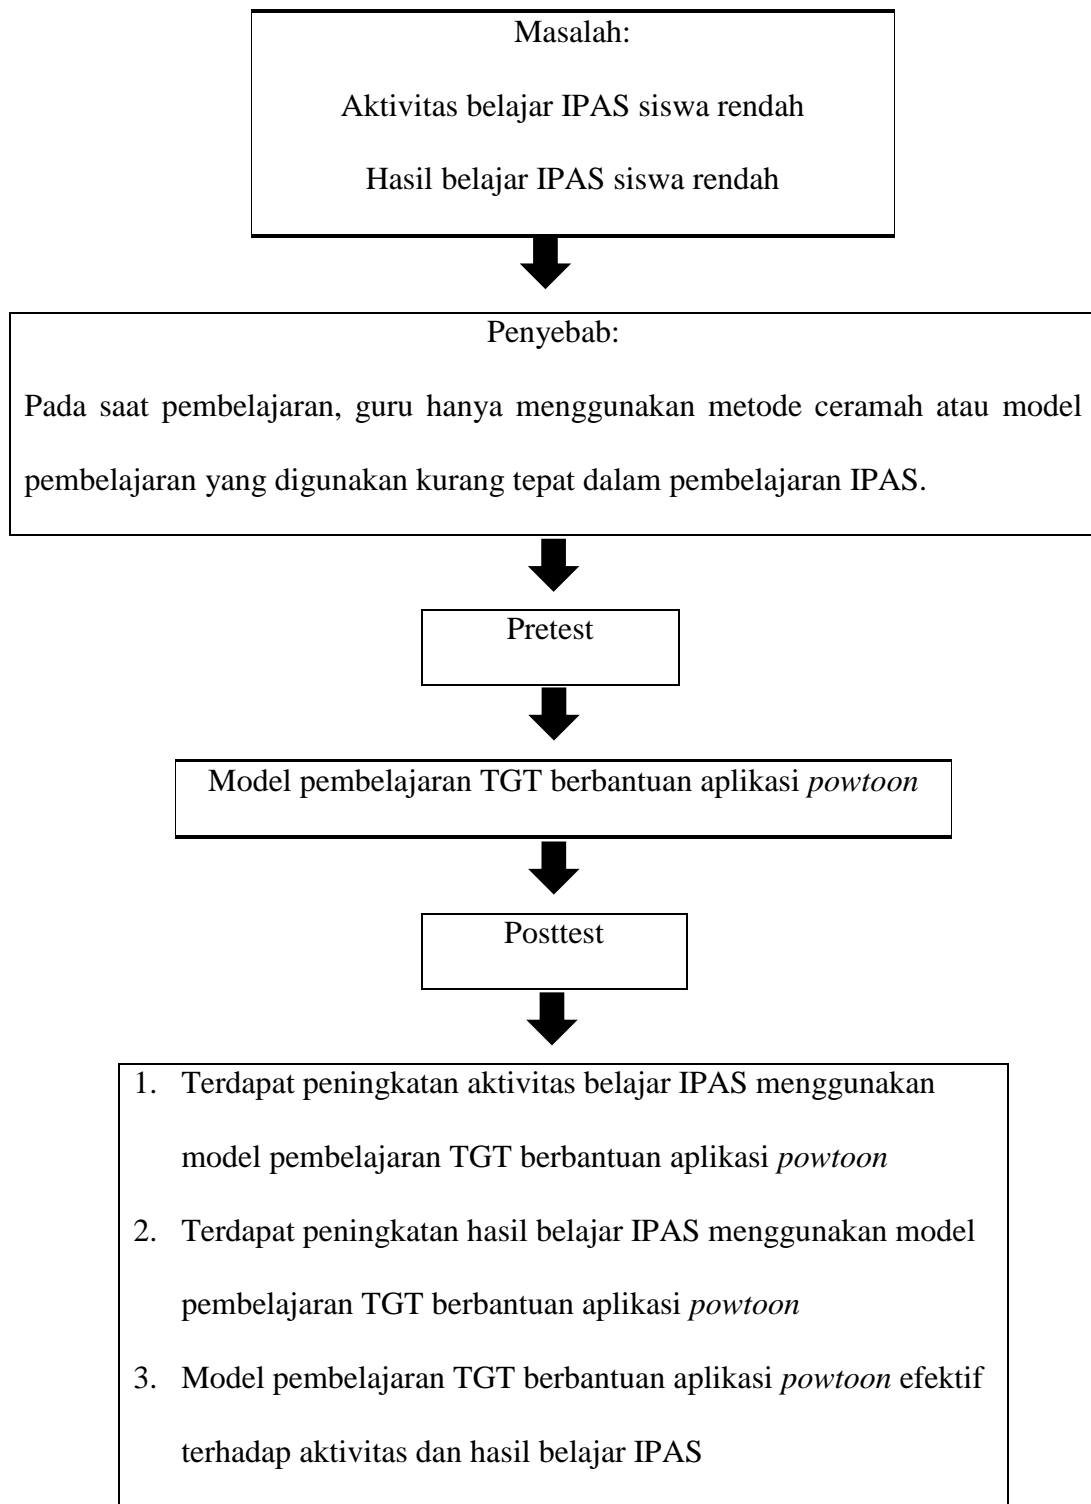 Masalah:
Aktivitas belajar IPAS siswa rendah
Hasil belajar IPAS siswa rendah
Penyebab:
Pada saat pembelajaran, guru hanya menggunakan metode ceramah atau model
pembelajaran yang digunakan kurang tepat dalam pembelajaran IPAS.
Pretest
Model pembelajaran TGT berbantuan aplikasi powtoon
Posttest
1. Terdapat peningkatan aktivitas belajar IPAS menggunakan
model pembelajaran TGT berbantuan aplikasi powtoon
2. Terdapat peningkatan hasil belajar IPAS menggunakan model
pembelajaran TGT berbantuan aplikasi powtoon
3. Model pembelajaran TGT berbantuan aplikasi powtoon efektif
terhadap aktivitas dan hasil belajar IPAS